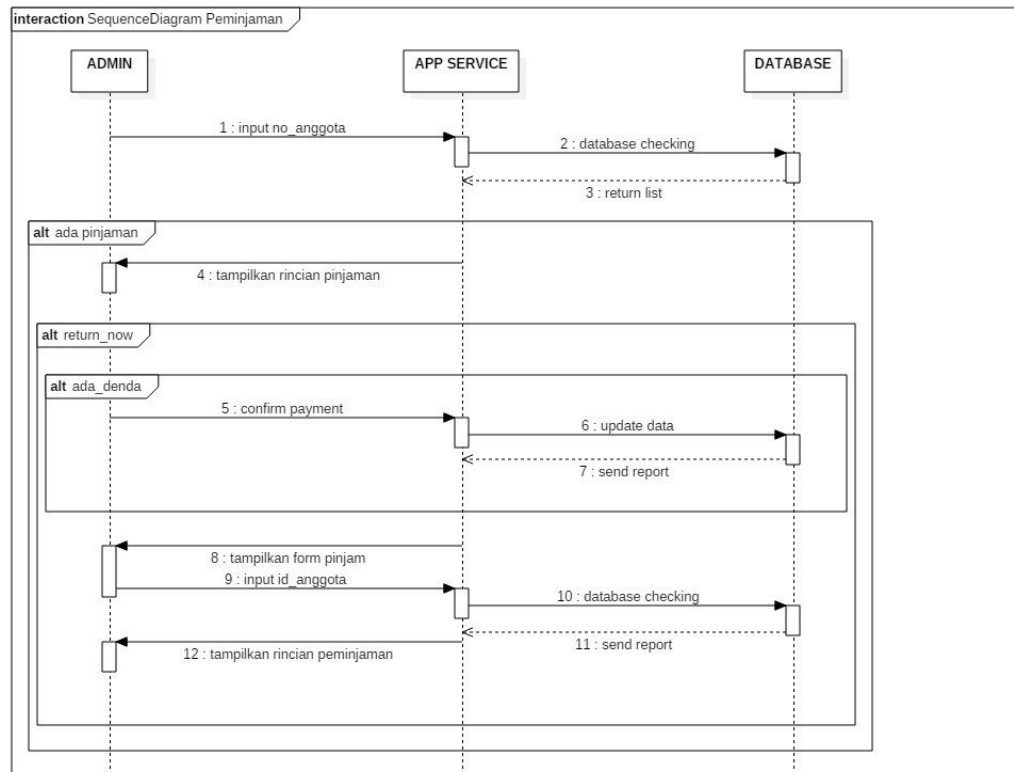 interaction SequenceDiagram Peminjaman
ADMIN
APP SERVICE
DATABASE
1 : input no_anggota
2 : database checking
3 : return list
alt ada pinjaman
4 : tampilkan rincian pinjaman
alt return_now
alt ada_denda
5 : confirm payment
6 : update data
7 : send report
8 : tampilkan form pinjam
9 : input id_anggota
10 : database checking
11 : send report
12 : tampilkan rincian peminjaman